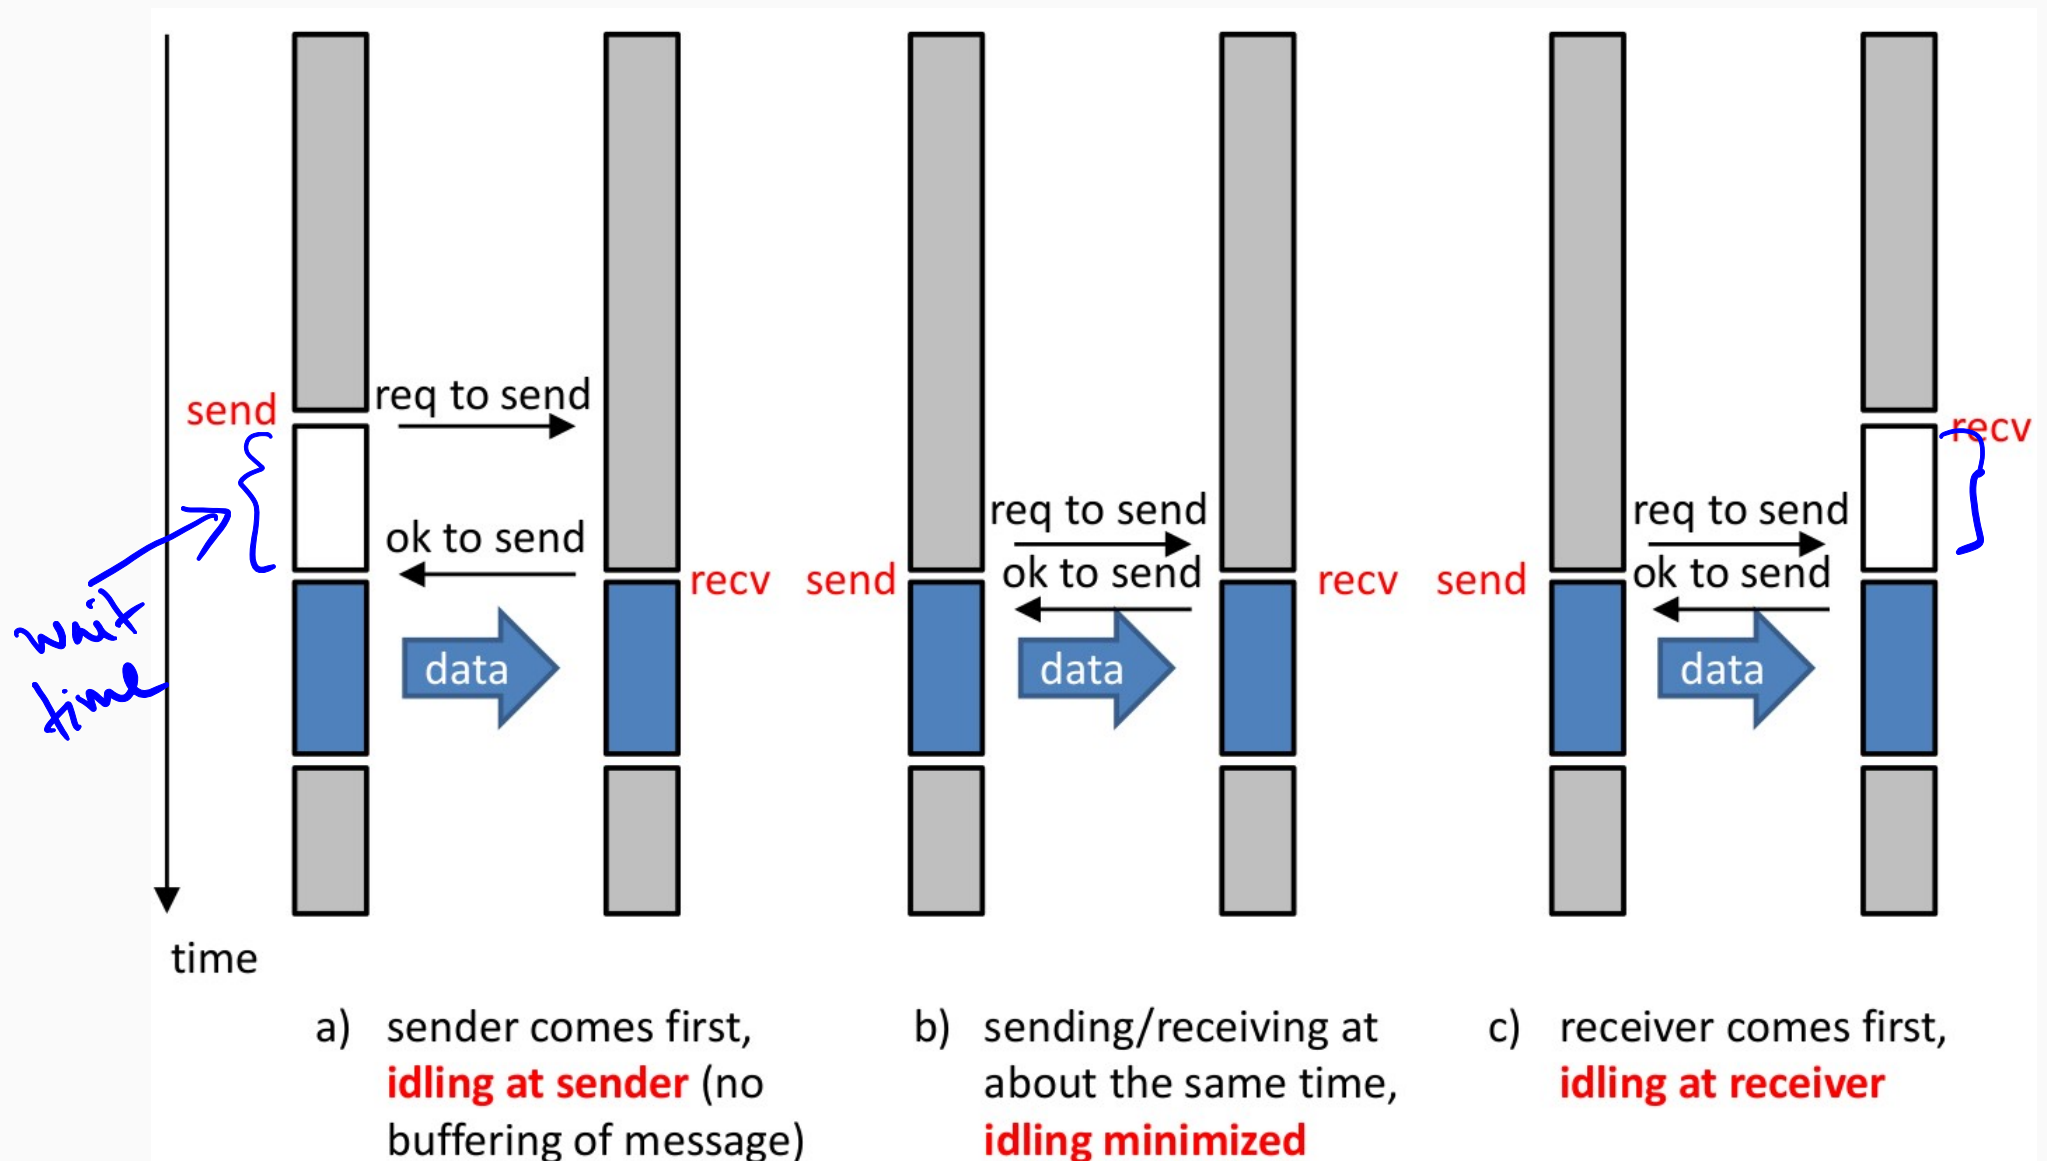 send
req to send
ok to send
recv
data
wait
time
time
send
req to send
ok to send
recv
data
send
req to send
ok to send
recv
data
a) sender comes first,
idling at sender (no
buffering of message)
b) sending/receiving at
about the same time,
idling minimized
c) receiver comes first,
idling at receiver